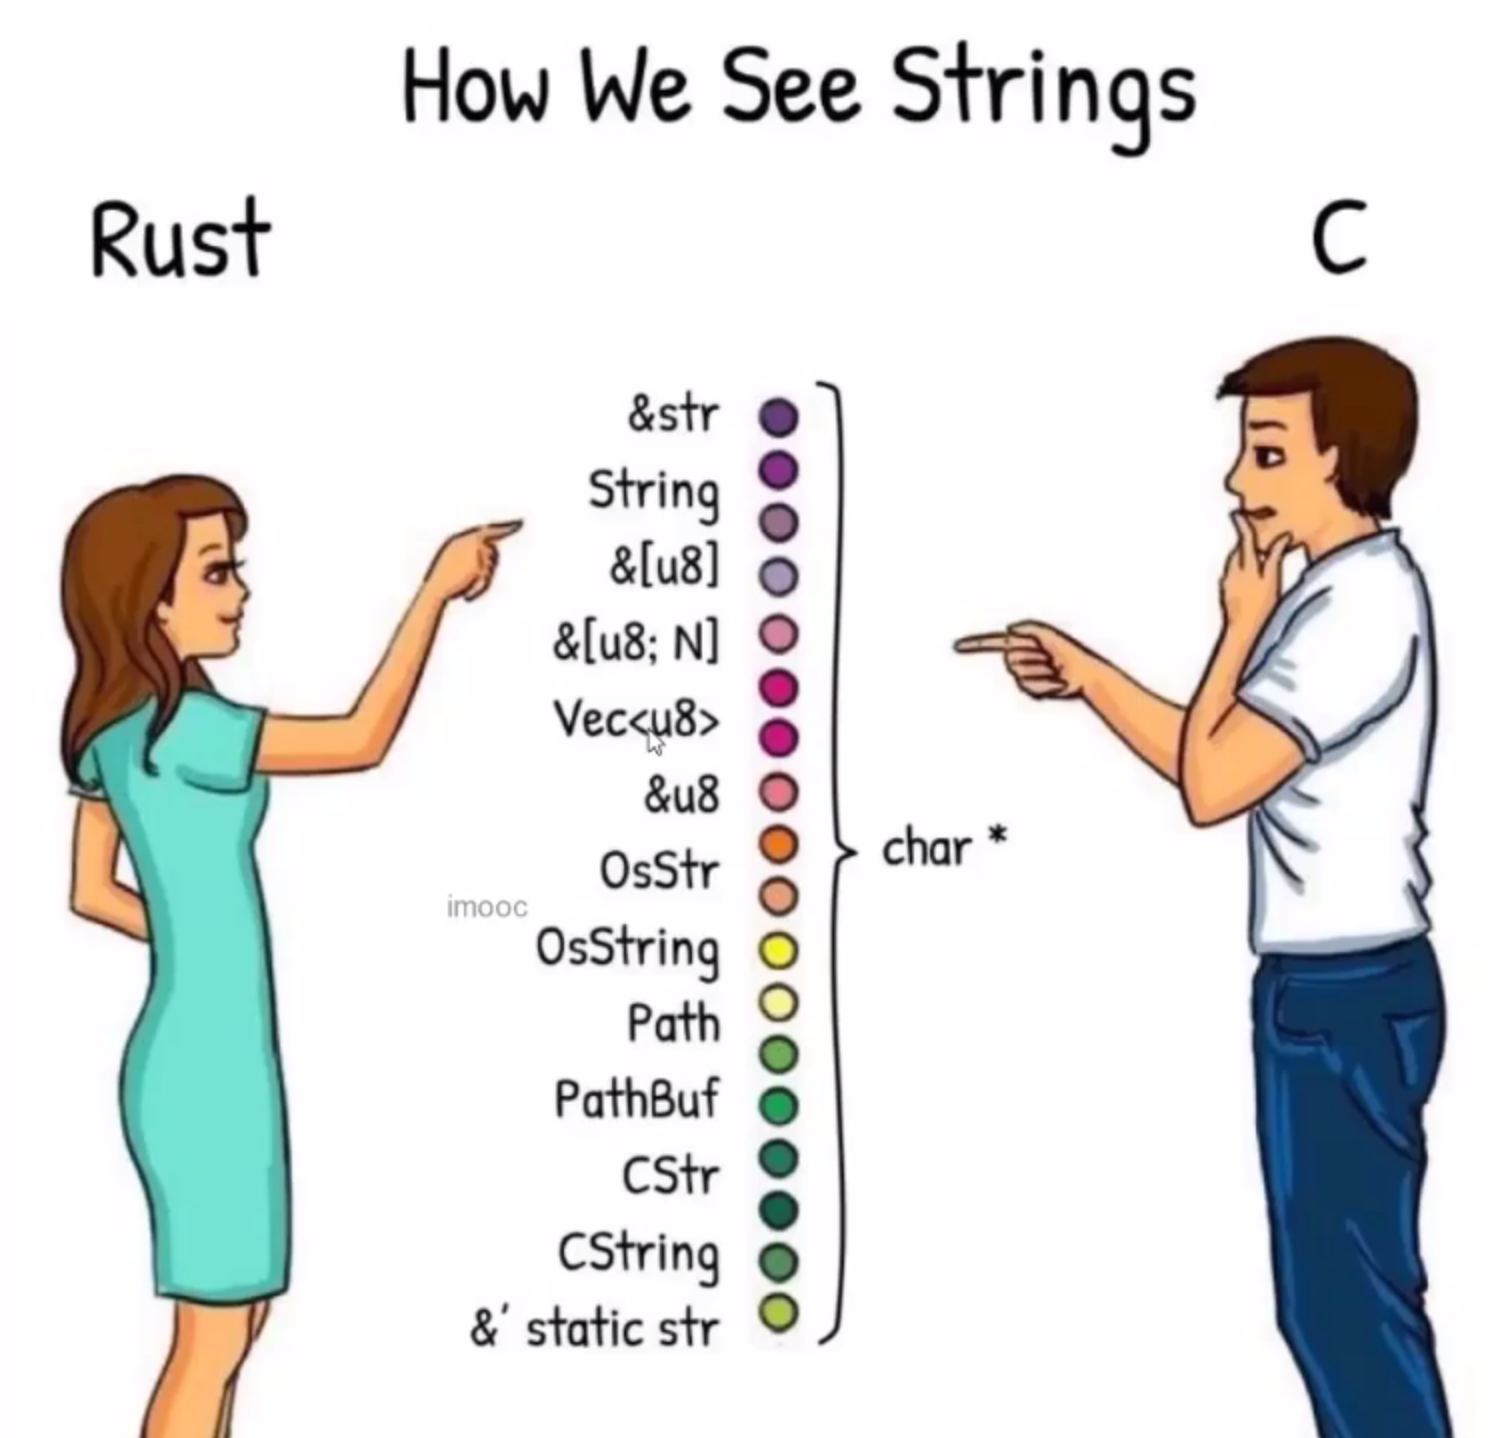 How We See Strings
Rust
C
&str
String
&[u8]
&[u8; N]
Vec<u8>
&u8
OsStr
OsString
Path
PathBuf
CStr
CString
&' static str
char *
imooc